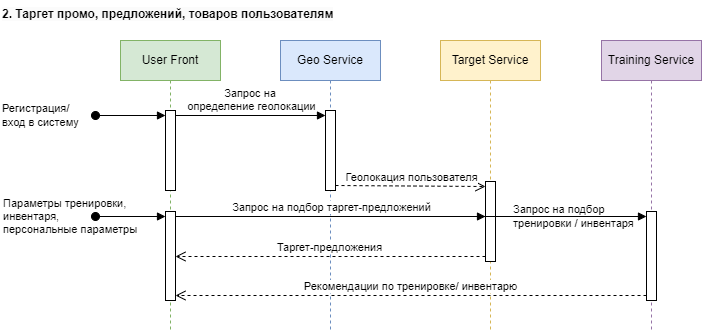 2. Таргет промо, предложений, товаров пользователям
User Front
Geo Service
Target Service
Training Service
Регистрация/
вход в систему
Запрос на
определение геолокации
Геолокация пользователя
Параметры тренировки,
инвентаря,
персональные параметры
Запрос на подбор таргет-предложений
Запрос на подбор
тренировки / инвентаря
Таргет-предложения
Рекомендации по тренировке/ инвентарю